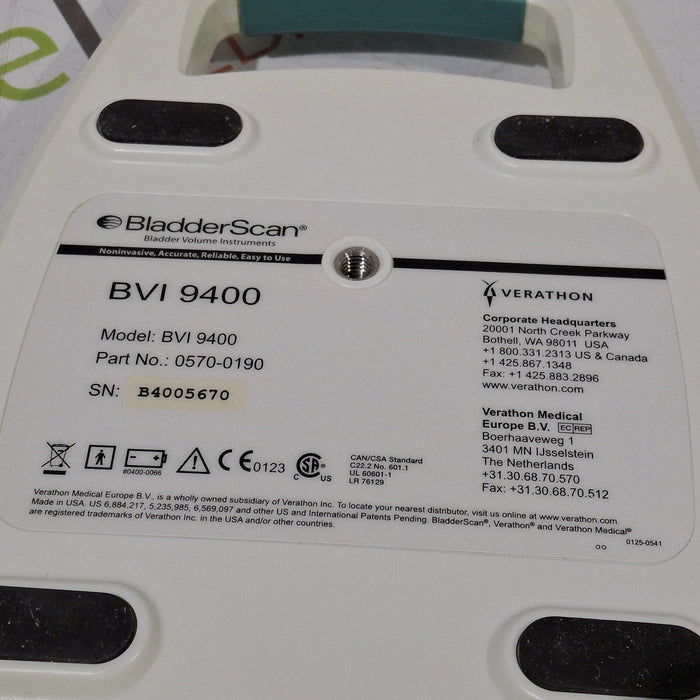 BladderScan®
Bladder Volume Instruments
Noninvasive, Accurate, Reliable, Easy to Use
BVI 9400
Model: BVI 9400
Part No.: 0570-0190
SN: B4005670
VERATHON
Corporate Headquarters
20001 North Creek Parkway
Bothell, WA 98011 USA
+1 800.331.2313 US & Canada
+1 425.867.1348
Fax: +1 425.883.2896
www.verathon.com
Verathon Medical
Europe B.V. EC REP
Boerhaaveweg 1
3401 MN IJsselstein
The Netherlands
+31.30.68.70.570
Fax: +31.30.68.70.512
#0400-0066
CE 0123
C SA US
CAN/CSA Standard
C22.2 No. 601.1
UL 60601-1
LR 76129
Verathon Medical Europe B.V., is a wholly owned subsidiary of Verathon Inc. To locate your nearest distributor, visit us online at www.verathon.com.
Made in USA. US 6,884,217, 5,235,985, 6,569,097 and other US and International Patents Pending. BladderScan®, Verathon® and Verathon Medical®
are registered trademarks of Verathon Inc. in the USA and/or other countries.
0125-0541